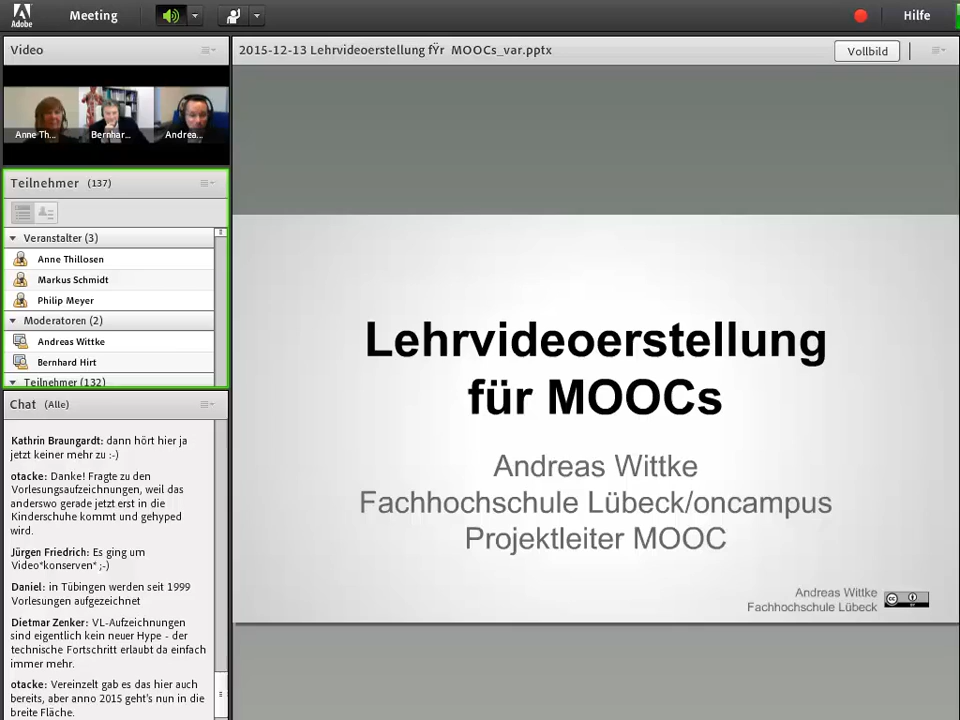 Adobe
Meeting
Hilfe
Video
Anne Th...
Bernhar...
Andrea...
Teilnehmer (137)
Veranstalter (3)
Anne Thillosen
Markus Schmidt
Philip Meyer
Moderatoren (2)
Andreas Wittke
Bernhard Hirt
Teilnehmer (132)
Chat (Alle)
Kathrin Braungardt: dann hört hier ja
jetzt keiner mehr zu :-)
otacke: Danke! Fragte zu den
Vorlesungsaufzeichnungen, weil das
anderswo gerade jetzt erst in die
Kinderschuhe kommt und gehyped
wird.
Jürgen Friedrich: Es ging um
Video*konserven* ;-)
Daniel: in Tübingen werden seit 1999
Vorlesungen aufgezeichnet
Dietmar Zenker: VL-Aufzeichnungen
sind eigentlich kein neuer Hype - der
technische Fortschritt erlaubt da einfach
immer mehr.
otacke: Vereinzelt gab es das hier auch
bereits, aber anno 2015 geht's nun in die
breite Fläche.
2015-12-13 Lehrvideoerstellung fŸr MOOCs_var.pptx
Vollbild
Lehrvideoerstellung
für MOOCs
Andreas Wittke
Fachhochschule Lübeck/oncampus
Projektleiter MOOC
Andreas Wittke
Fachhochschule Lübeck
cc
BY